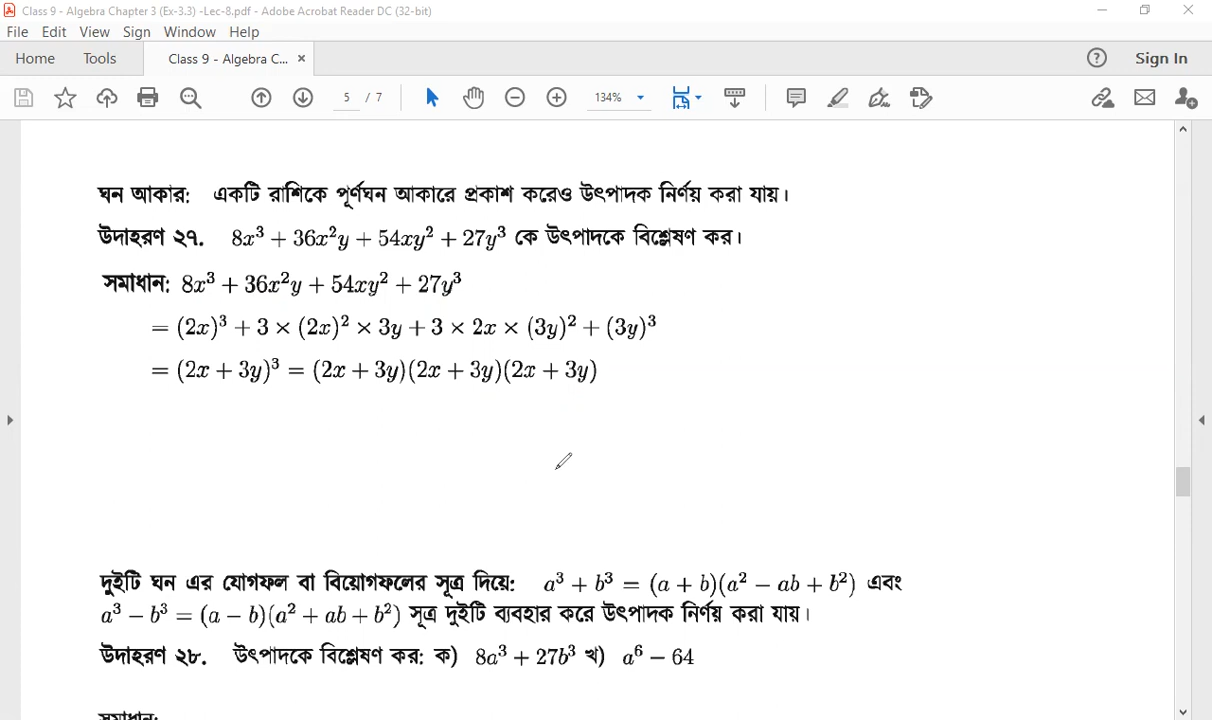 Class 9 - Algebra Chapter 3 (Ex-3.3) -Lec-8.pdf - Adobe Acrobat Reader DC (32-bit)
File Edit View Sign Window Help
Home Tools Class 9 - Algebra C... × Sign In
5 / 7 134%
ঘন আকার: একটি রাশিকে পূর্ণঘন আকারে প্রকাশ করেও উৎপাদক নির্ণয় করা যায়।
উদাহরণ ২৭. 8x³ + 36x²y + 54xy² + 27y³ কে উৎপাদকে বিশ্লেষণ কর।
সমাধান: 8x³ + 36x²y + 54xy² + 27y³
= (2x)³ + 3 × (2x)² × 3y + 3 × 2x × (3y)² + (3y)³
= (2x + 3y)³ = (2x + 3y)(2x + 3y)(2x + 3y)
দুইটি ঘন এর যোগফল বা বিয়োগফলের সূত্র দিয়ে: a³ + b³ = (a + b)(a² − ab + b²) এবং
a³ − b³ = (a − b)(a² + ab + b²) সূত্র দুইটি ব্যবহার করে উৎপাদক নির্ণয় করা যায়।
উদাহরণ ২৮. উৎপাদকে বিশ্লেষণ কর: ক) 8a³ + 27b³ খ) a⁶ − 64
সমাধান: